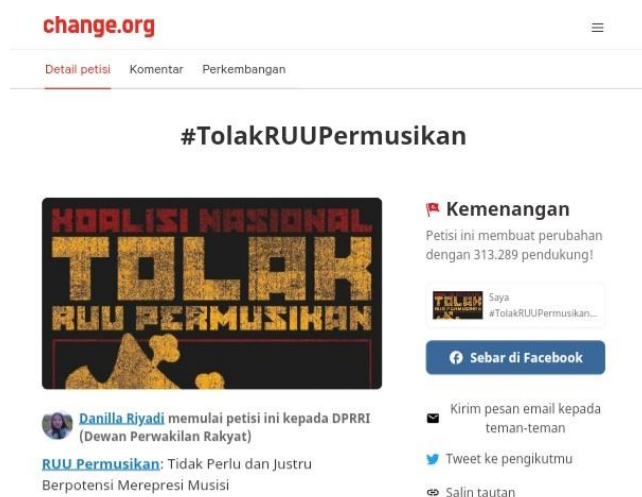 change.org
Detail petisi Komentar Perkembangan
#TolakRUUPermusikan
KOALISI NASIONAL
TOLAK
RUU PERMUSIKAN
Danilla Riyadi memulai petisi ini kepada DPRRI
(Dewan Perwakilan Rakyat)
RUU Permusikan: Tidak Perlu dan Justru
Berpotensi Merepresi Musisi
Kemenangan
Petisi ini membuat perubahan
dengan 313.289 pendukung!
TOLAK
Saya
#TolakRUUPermusikan...
Sebar di Facebook
Kirim pesan email kepada
teman-teman
Tweet ke pengikutmu
Salin tautan